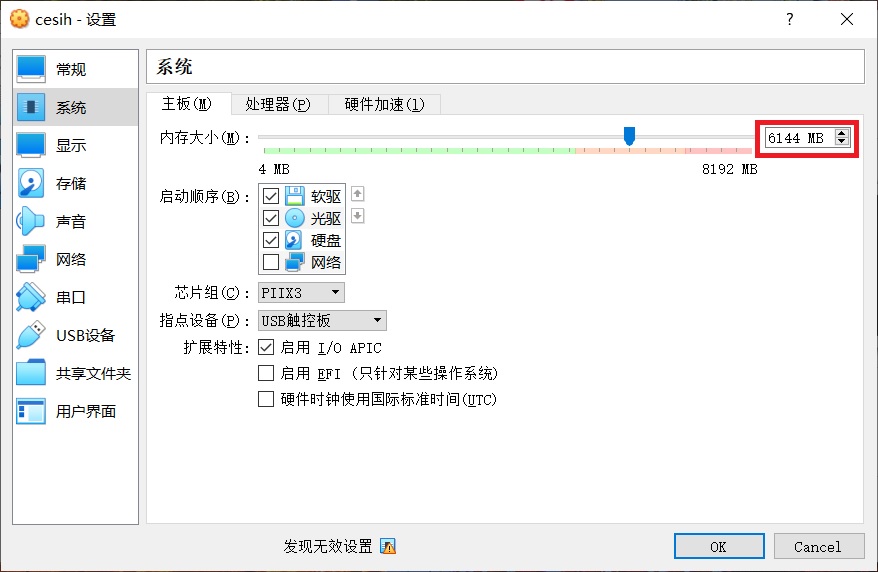 cesih - 设置
?
常规
系统
显示
存储
声音
网络
串口
USB设备
共享文件夹
用户界面
系统
主板(M) 处理器(P) 硬件加速(l)
内存大小(M)： 6144 MB
4 MB 8192 MB
启动顺序(B)： 软驱
光驱
硬盘
网络
芯片组(C)： PIIX3
指点设备(P)： USB触控板
扩展特性： 启用 I/O APIC
启用 EFI (只针对某些操作系统)
硬件时钟使用国际标准时间(UTC)
发现无效设置 OK Cancel